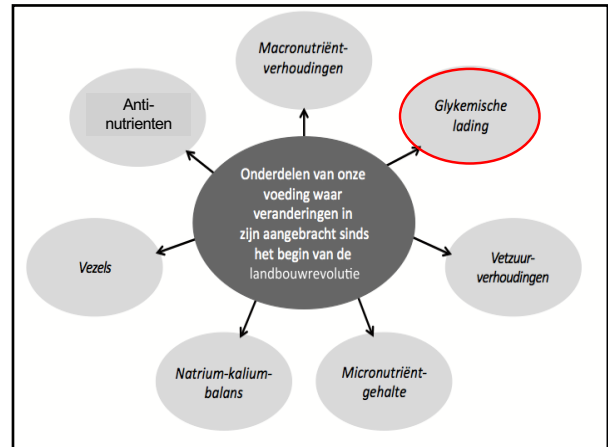 Macronutriënt-
verhoudingen
Glykemische
lading
Anti-
nutrienten
Onderdelen van onze
voeding waar
veranderingen in
zijn aangebracht sinds
het begin van de
landbouwrevolutie
Vezels
Vetzuur-
verhoudingen
Natrium-kalium-
balans
Micronutriënt-
gehalte